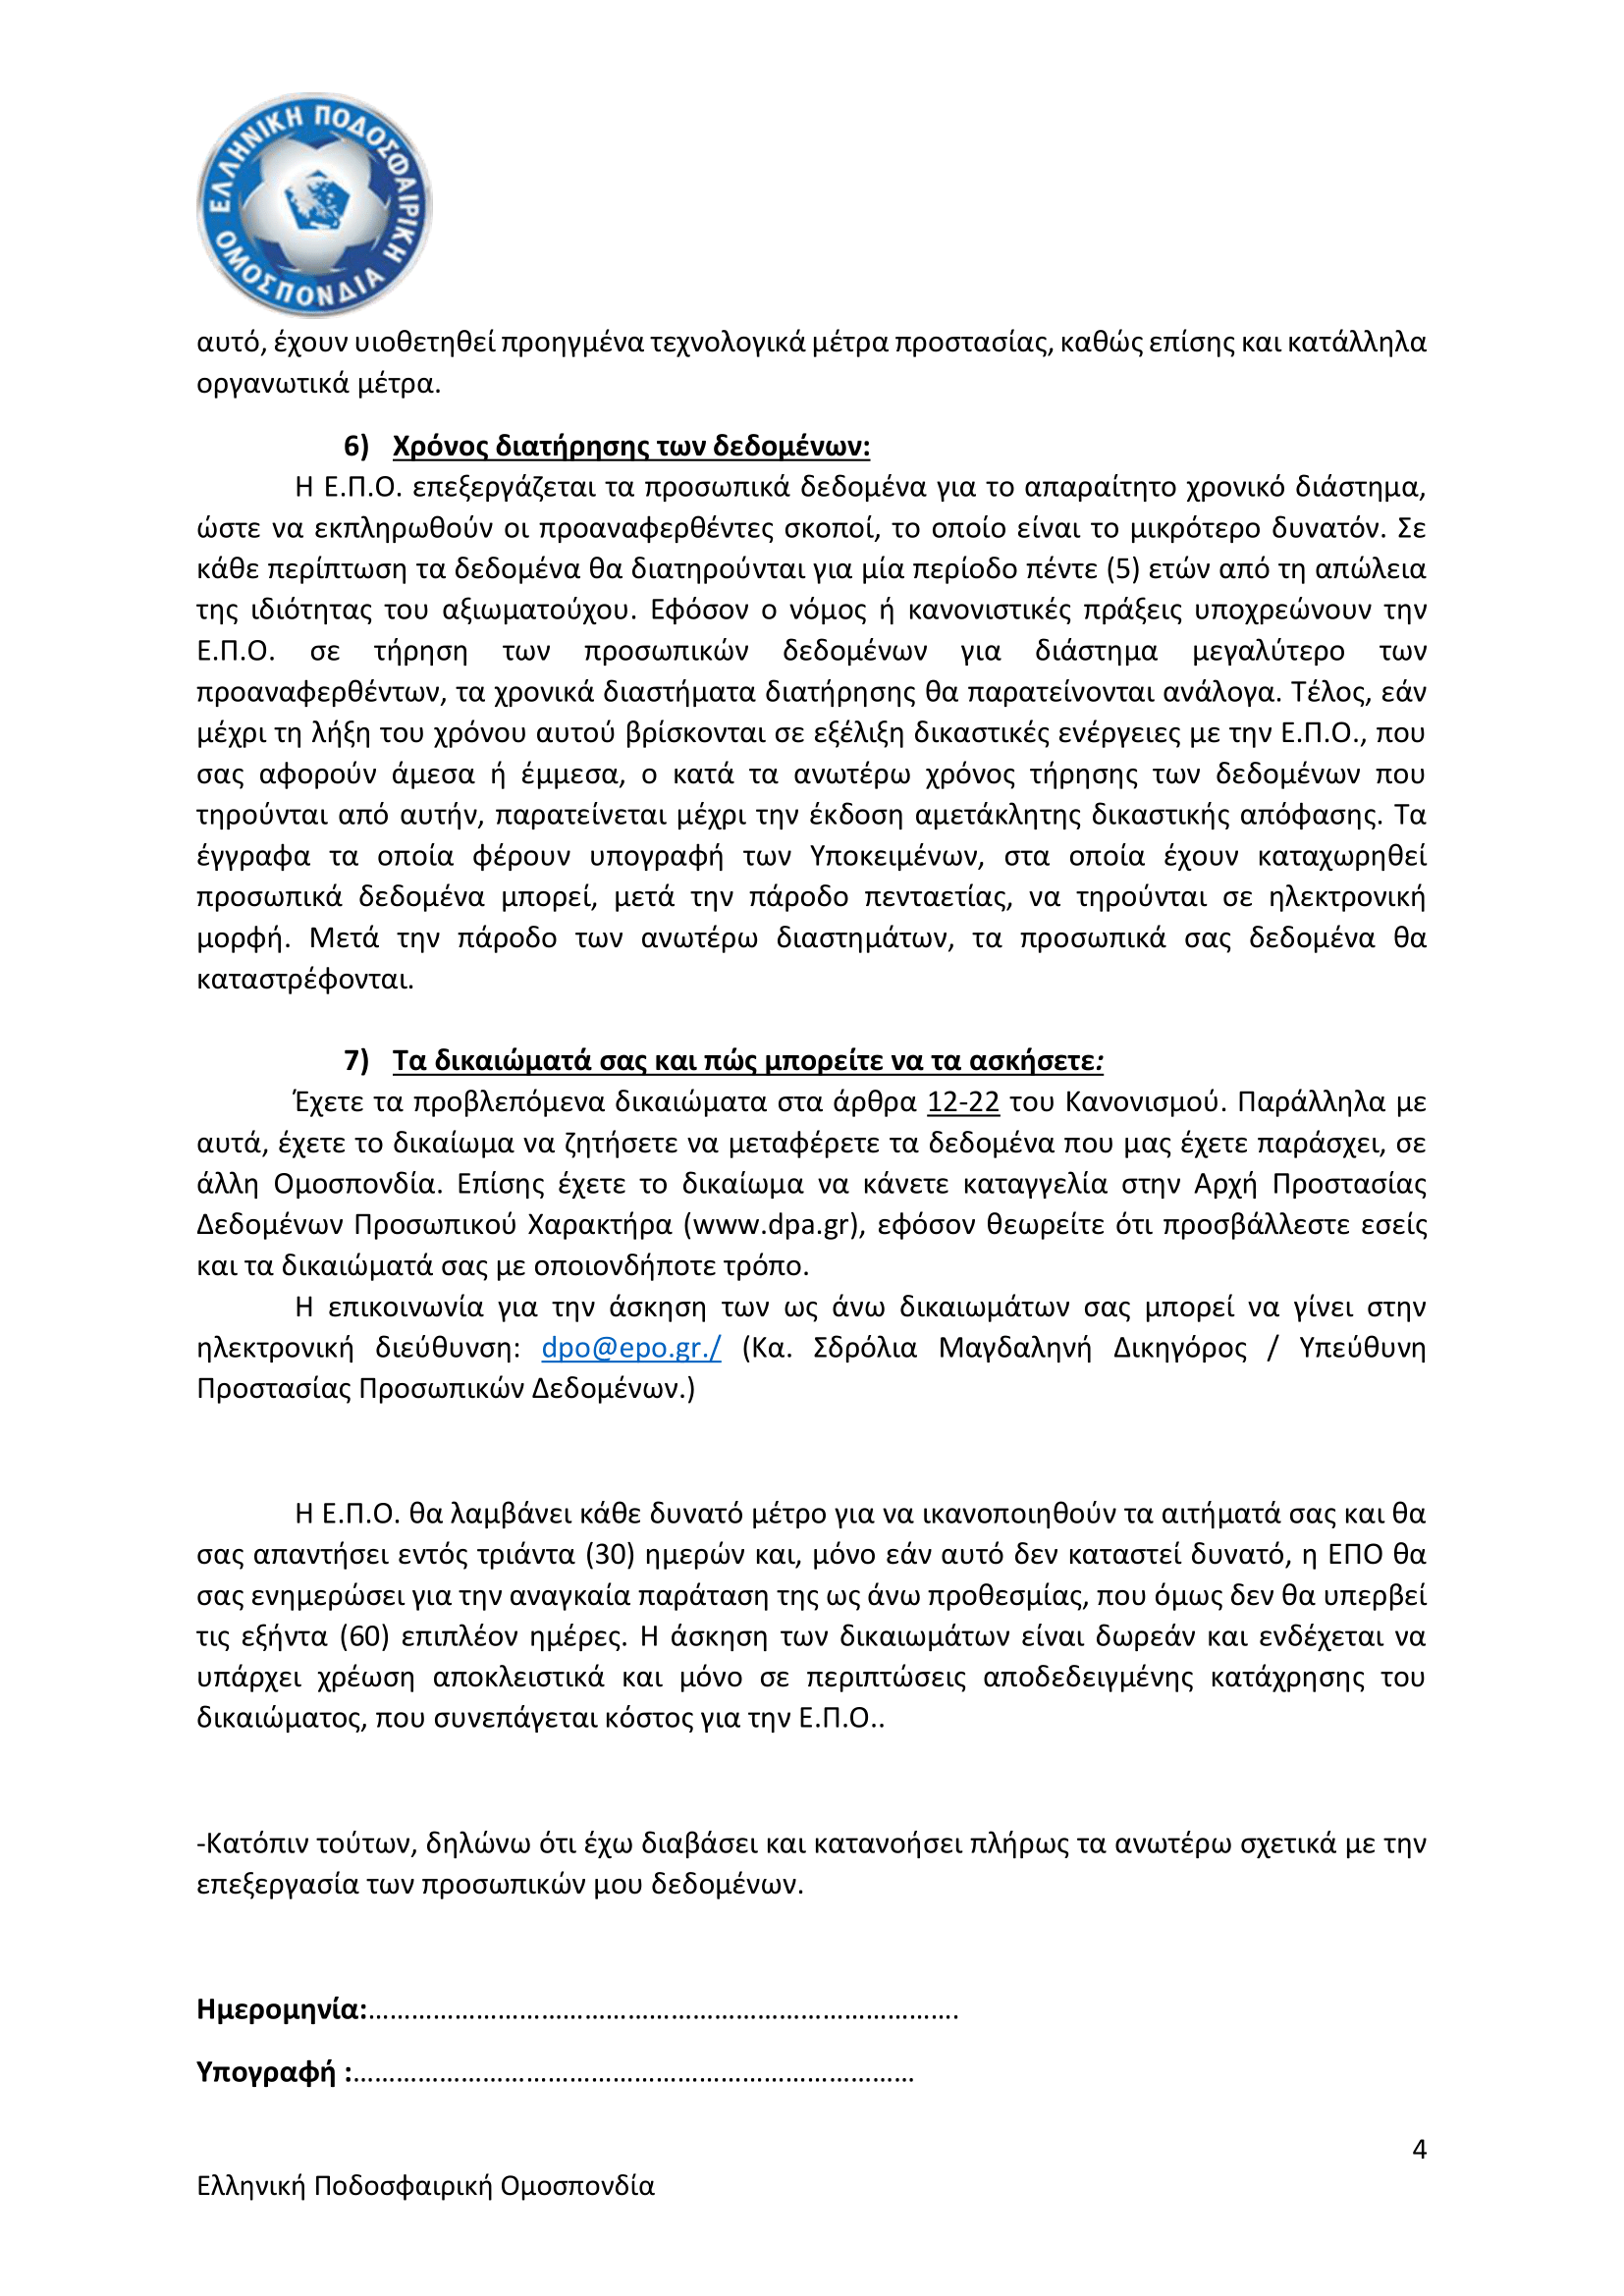 ΕΛΛΗΝΙΚΗ ΠΟΔΟΣΦΑΙΡΙΚΗ
ΟΜΟΣΠΟΝΔΙΑ
αυτό, έχουν υιοθετηθεί προηγμένα τεχνολογικά μέτρα προστασίας, καθώς επίσης και κατάλληλα
οργανωτικά μέτρα.
6) Χρόνος διατήρησης των δεδομένων:
Η Ε.Π.Ο. επεξεργάζεται τα προσωπικά δεδομένα για το απαραίτητο χρονικό διάστημα,
ώστε να εκπληρωθούν οι προαναφερθέντες σκοποί, το οποίο είναι το μικρότερο δυνατόν. Σε
κάθε περίπτωση τα δεδομένα θα διατηρούνται για μία περίοδο πέντε (5) ετών από τη απώλεια
της ιδιότητας του αξιωματούχου. Εφόσον ο νόμος ή κανονιστικές πράξεις υποχρεώνουν την
Ε.Π.Ο. σε τήρηση των προσωπικών δεδομένων για διάστημα μεγαλύτερο των
προαναφερθέντων, τα χρονικά διαστήματα διατήρησης θα παρατείνονται ανάλογα. Τέλος, εάν
μέχρι τη λήξη του χρόνου αυτού βρίσκονται σε εξέλιξη δικαστικές ενέργειες με την Ε.Π.Ο., που
σας αφορούν άμεσα ή έμμεσα, ο κατά τα ανωτέρω χρόνος τήρησης των δεδομένων που
τηρούνται από αυτήν, παρατείνεται μέχρι την έκδοση αμετάκλητης δικαστικής απόφασης. Τα
έγγραφα τα οποία φέρουν υπογραφή των Υποκειμένων, στα οποία έχουν καταχωρηθεί
προσωπικά δεδομένα μπορεί, μετά την πάροδο πενταετίας, να τηρούνται σε ηλεκτρονική
μορφή. Μετά την πάροδο των ανωτέρω διαστημάτων, τα προσωπικά σας δεδομένα θα
καταστρέφονται.
7) Τα δικαιώματά σας και πώς μπορείτε να τα ασκήσετε:
Έχετε τα προβλεπόμενα δικαιώματα στα άρθρα 12-22 του Κανονισμού. Παράλληλα με
αυτά, έχετε το δικαίωμα να ζητήσετε να μεταφέρετε τα δεδομένα που μας έχετε παράσχει, σε
άλλη Ομοσπονδία. Επίσης έχετε το δικαίωμα να κάνετε καταγγελία στην Αρχή Προστασίας
Δεδομένων Προσωπικού Χαρακτήρα (www.dpa.gr), εφόσον θεωρείτε ότι προσβάλλεστε εσείς
και τα δικαιώματά σας με οποιονδήποτε τρόπο.
Η επικοινωνία για την άσκηση των ως άνω δικαιωμάτων σας μπορεί να γίνει στην
ηλεκτρονική διεύθυνση: dpo@epo.gr./ (Κα. Σδρόλια Μαγδαληνή Δικηγόρος / Υπεύθυνη
Προστασίας Προσωπικών Δεδομένων.)
Η Ε.Π.Ο. θα λαμβάνει κάθε δυνατό μέτρο για να ικανοποιηθούν τα αιτήματά σας και θα
σας απαντήσει εντός τριάντα (30) ημερών και, μόνο εάν αυτό δεν καταστεί δυνατό, η ΕΠΟ θα
σας ενημερώσει για την αναγκαία παράταση της ως άνω προθεσμίας, που όμως δεν θα υπερβεί
τις εξήντα (60) επιπλέον ημέρες. Η άσκηση των δικαιωμάτων είναι δωρεάν και ενδέχεται να
υπάρχει χρέωση αποκλειστικά και μόνο σε περιπτώσεις αποδεδειγμένης κατάχρησης του
δικαιώματος, που συνεπάγεται κόστος για την Ε.Π.Ο..
-Κατόπιν τούτων, δηλώνω ότι έχω διαβάσει και κατανοήσει πλήρως τα ανωτέρω σχετικά με την
επεξεργασία των προσωπικών μου δεδομένων.
Ημερομηνία:……………………………………………………………………….
Υπογραφή :……………………………………………………………………
4
Ελληνική Ποδοσφαιρική Ομοσπονδία